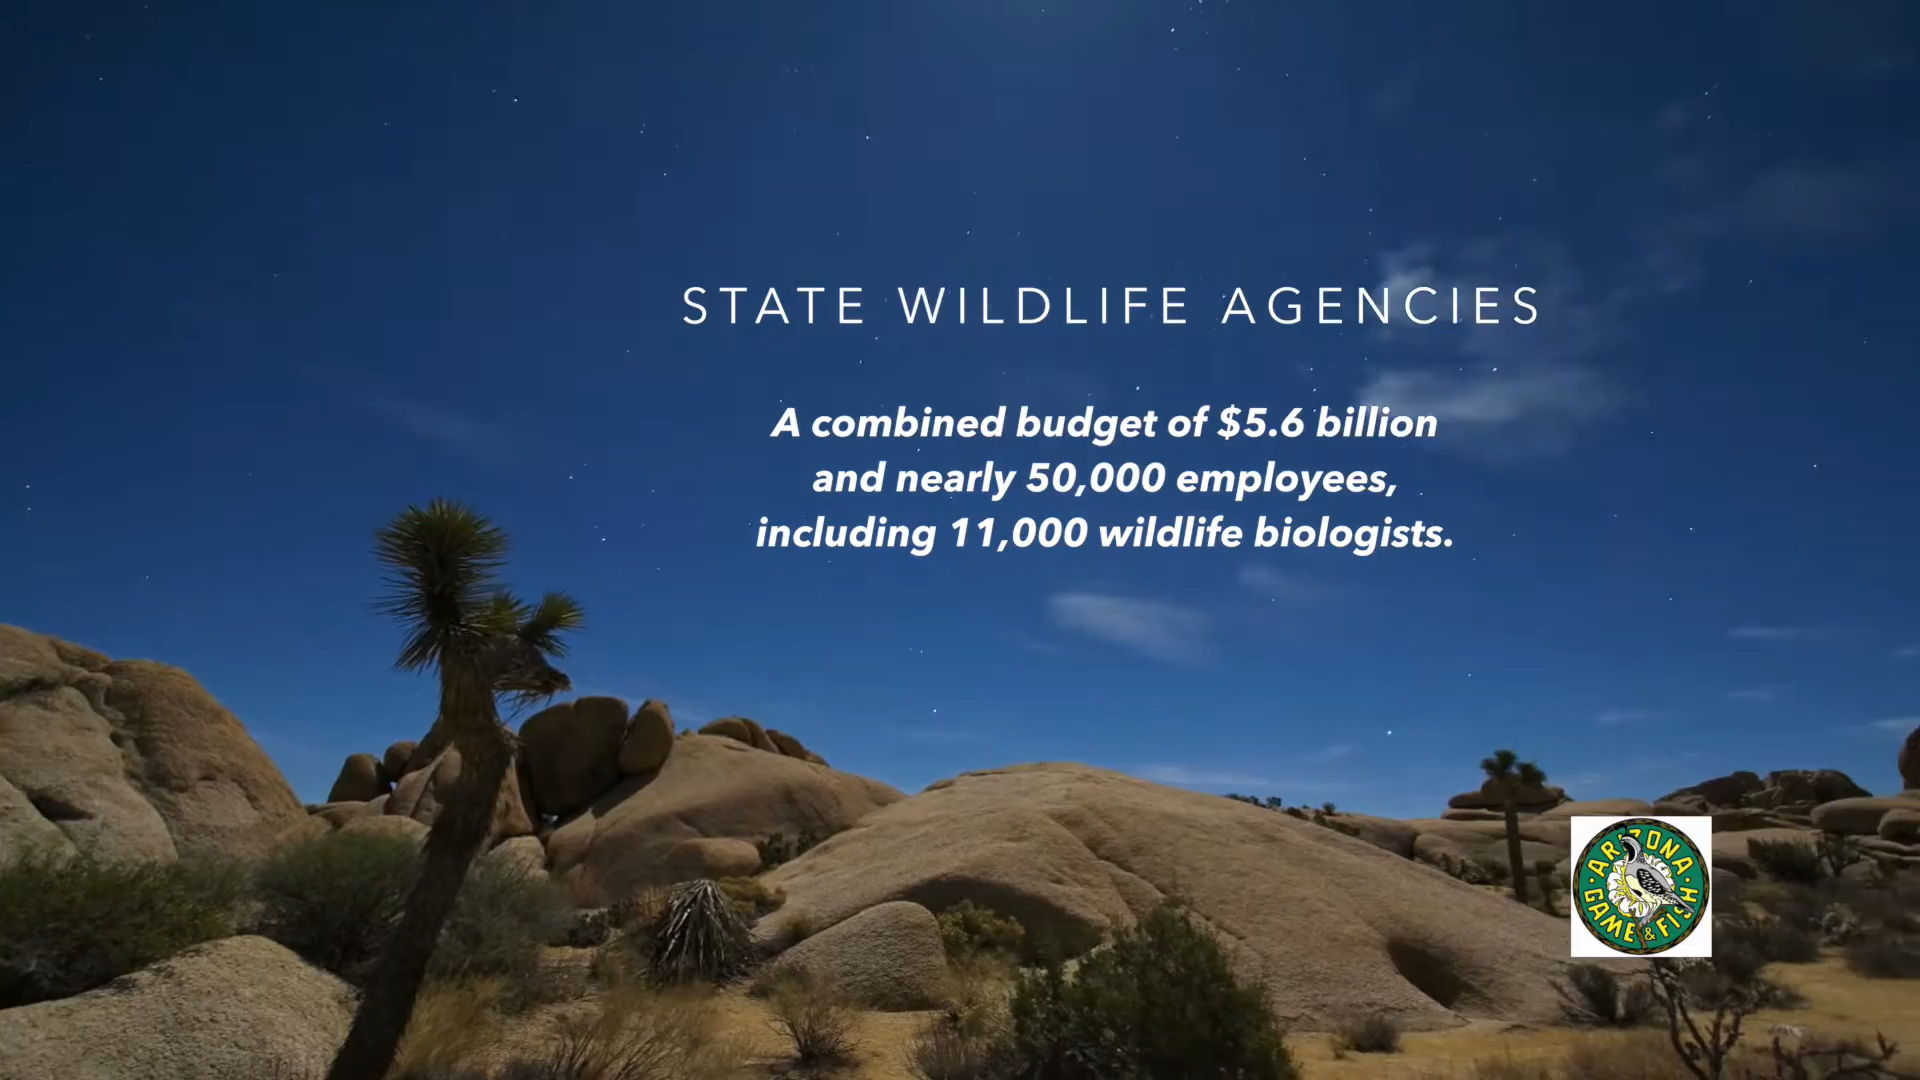 STATE WILDLIFE AGENCIES
A combined budget of $5.6 billion
and nearly 50,000 employees,
including 11,000 wildlife biologists.
ARIZONA
GAME & FISH